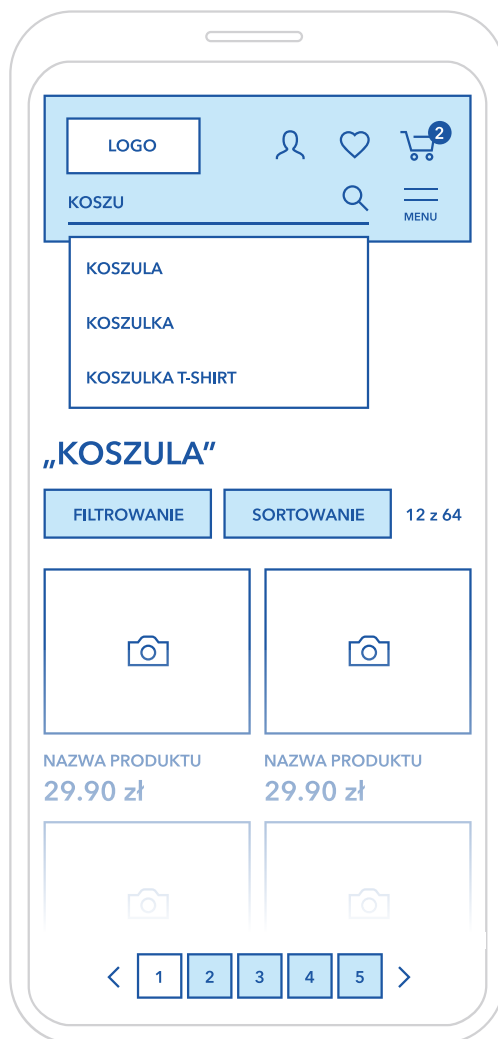 LOGO
2
KOSZU
MENU
KOSZULA
KOSZULKA
KOSZULKA T-SHIRT
„KOSZULA”
FILTROWANIE SORTOWANIE 12 z 64
NAZWA PRODUKTU NAZWA PRODUKTU
29.90 zł 29.90 zł
1 2 3 4 5